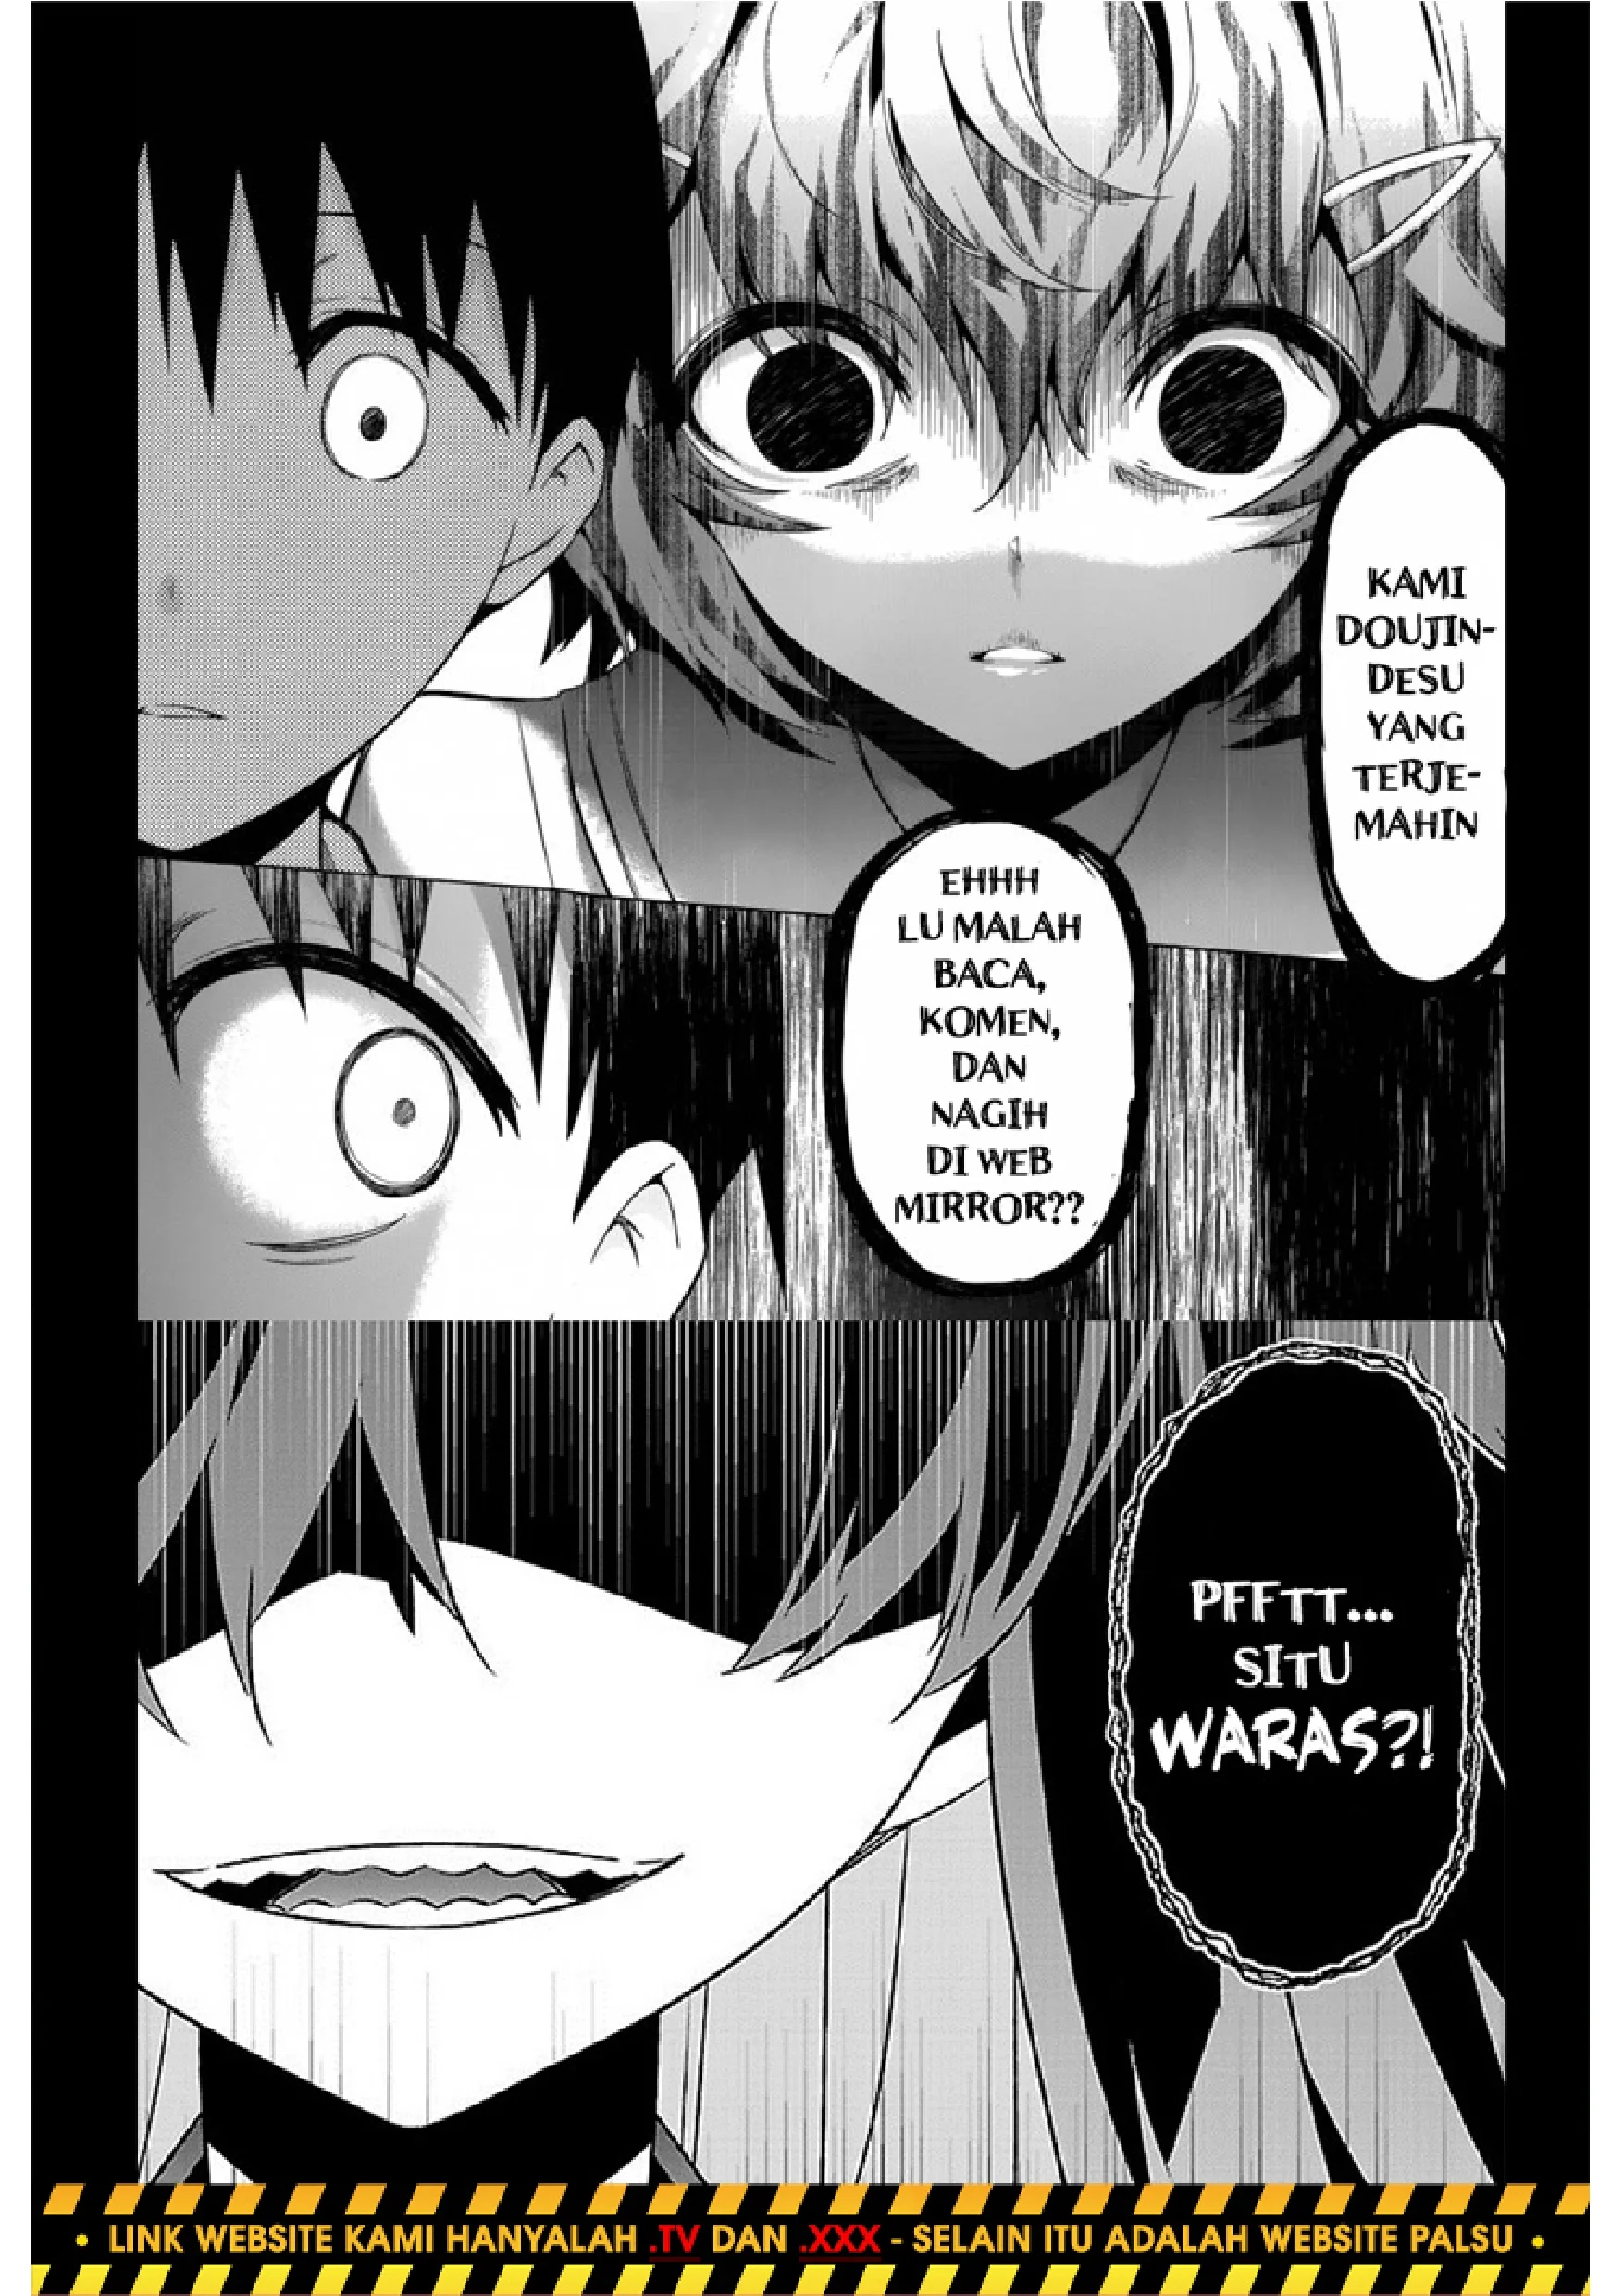 KAMI
DOUJIN-
DESU
YANG
TERJE-
MAHIN
EHHH
LU MALAH
BACA,
KOMEN,
DAN
NAGIH
DI WEB
MIRROR??
PFFTT...
SITU
WARAS?!
• LINK WEBSITE KAMI HANYALAH .TV DAN .XXX - SELAIN ITU ADALAH WEBSITE PALSU •